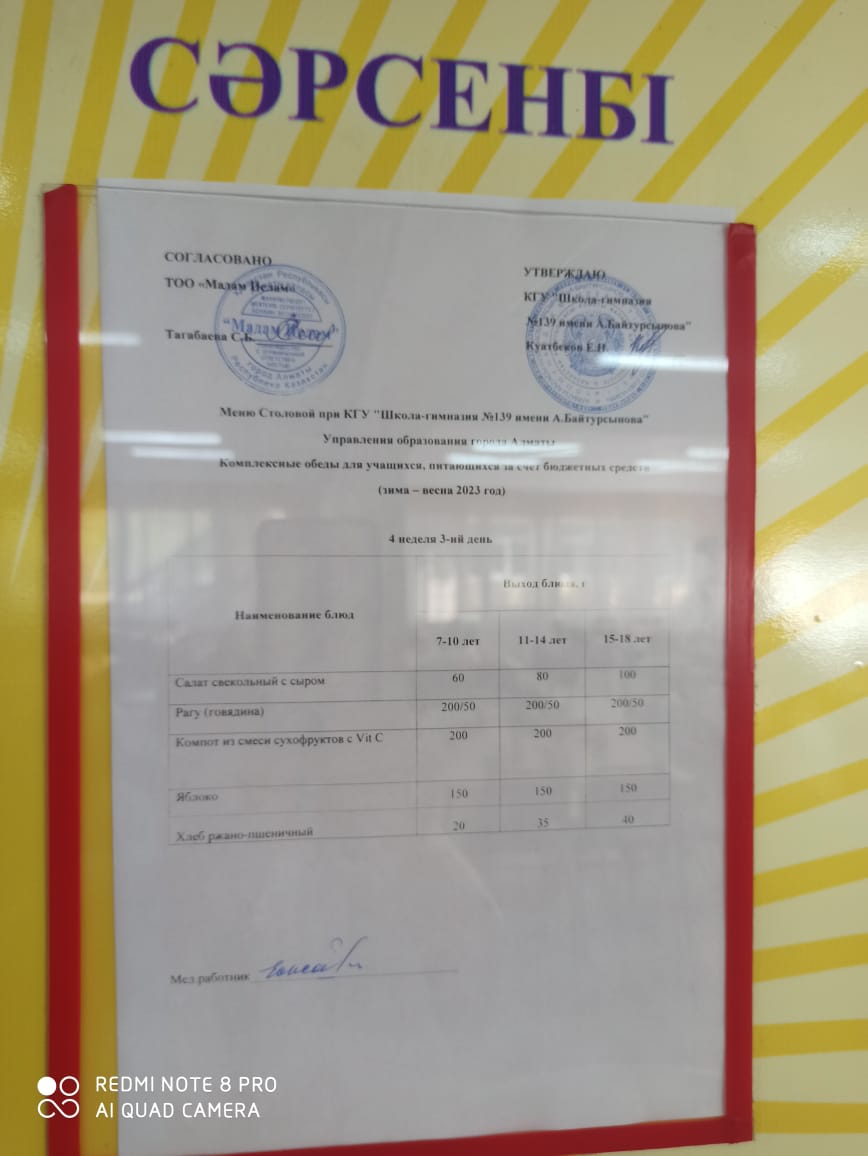 СӘРСЕНБІ
СОГЛАСОВАНО
ТОО «Мадам Велам»
Тагабаева С.Б.
УТВЕРЖДАЮ
КГУ "Школа-гимназия
№139 имени А.Байтурсынова"
Куатбеков Е.Н.
Меню Столовой при КГУ "Школа-гимназия №139 имени А.Байтурсынова"
Управления образования города Алматы
Комплексные обеды для учащихся, питающихся за счет бюджетных средств
(зима – весна 2023 год)
4 неделя 3-ий день
Наименование блюд
Выход блюда, г
7-10 лет 11-14 лет 15-18 лет
Салат свекольный с сыром 60 80 100
Рагу (говядина) 200/50 200/50 200/50
Компот из смеси сухофруктов с Vit C 200 200 200
Яблоко 150 150 150
Хлеб ржано-пшеничный 20 35 40
Мед работник
REDMI NOTE 8 PRO
AI QUAD CAMERA